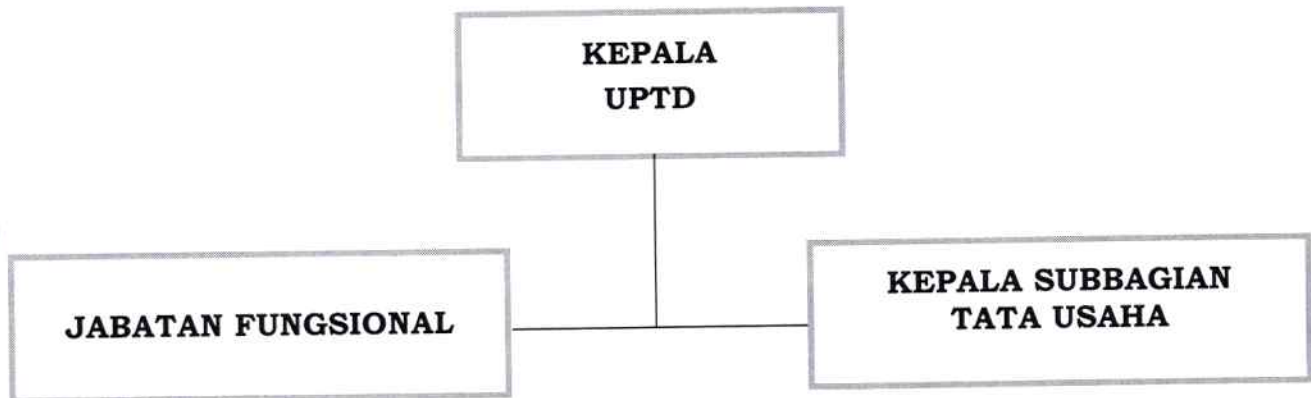 KEPALA
UPTD
JABATAN FUNGSIONAL
KEPALA SUBBAGIAN
TATA USAHA